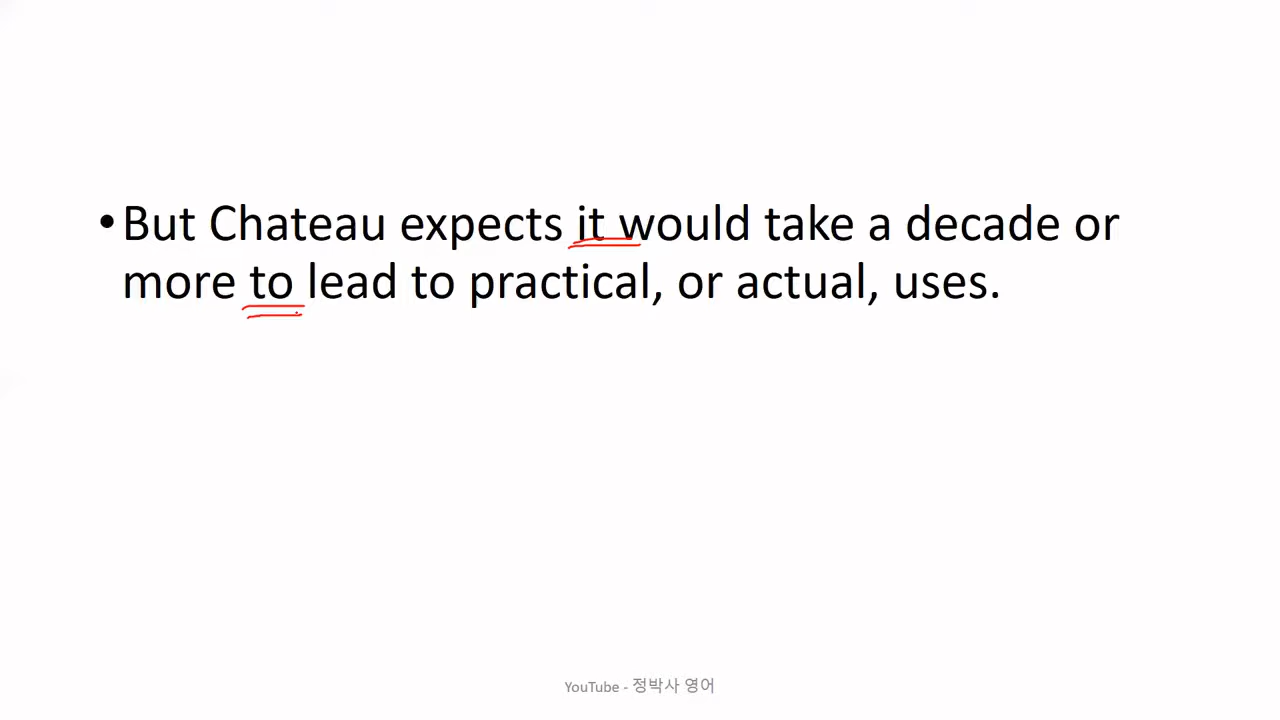 •But Chateau expects it would take a decade or
more to lead to practical, or actual, uses.
YouTube - 정박사 영어